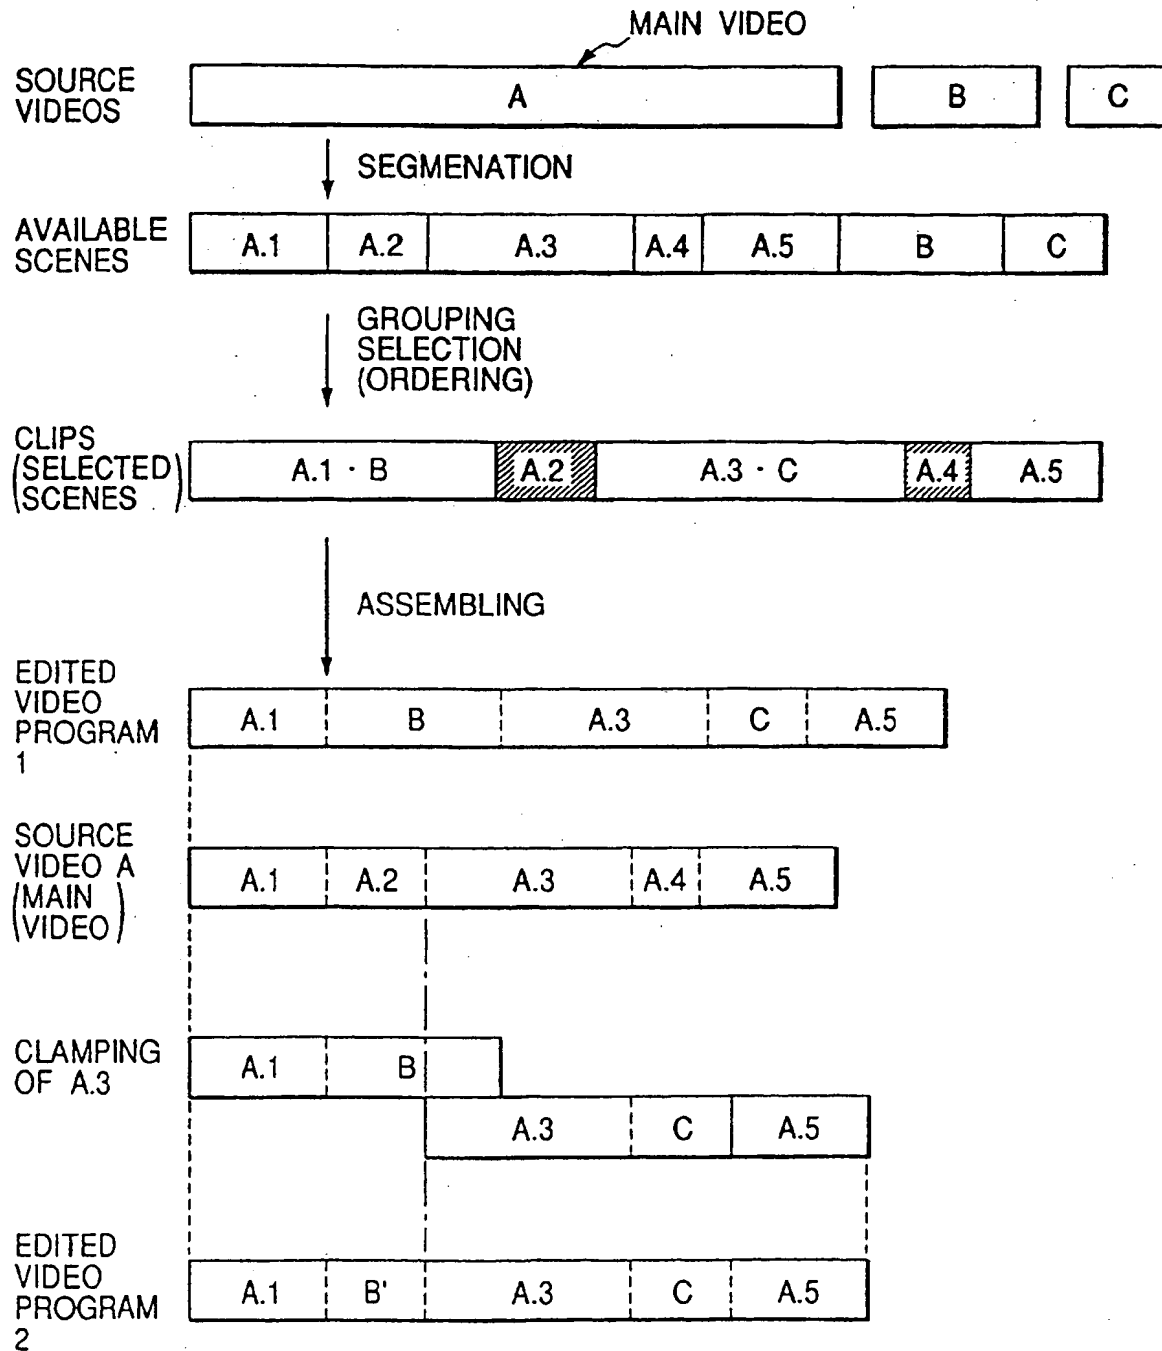 MAIN VIDEO
SOURCE
VIDEOS
A
B
C
SEGMENATION
AVAILABLE
SCENES
A.1
A.2
A.3
A.4
A.5
B
C
GROUPING
SELECTION
(ORDERING)
CLIPS
(SELECTED
SCENES)
A.1 · B
A.2
A.3 · C
A.4
A.5
ASSEMBLING
EDITED
VIDEO
PROGRAM
1
A.1
B
A.3
C
A.5
SOURCE
VIDEO A
(MAIN
VIDEO)
A.1
A.2
A.3
A.4
A.5
CLAMPING
OF A.3
A.1
B
A.3
C
A.5
EDITED
VIDEO
PROGRAM
2
A.1
B'
A.3
C
A.5